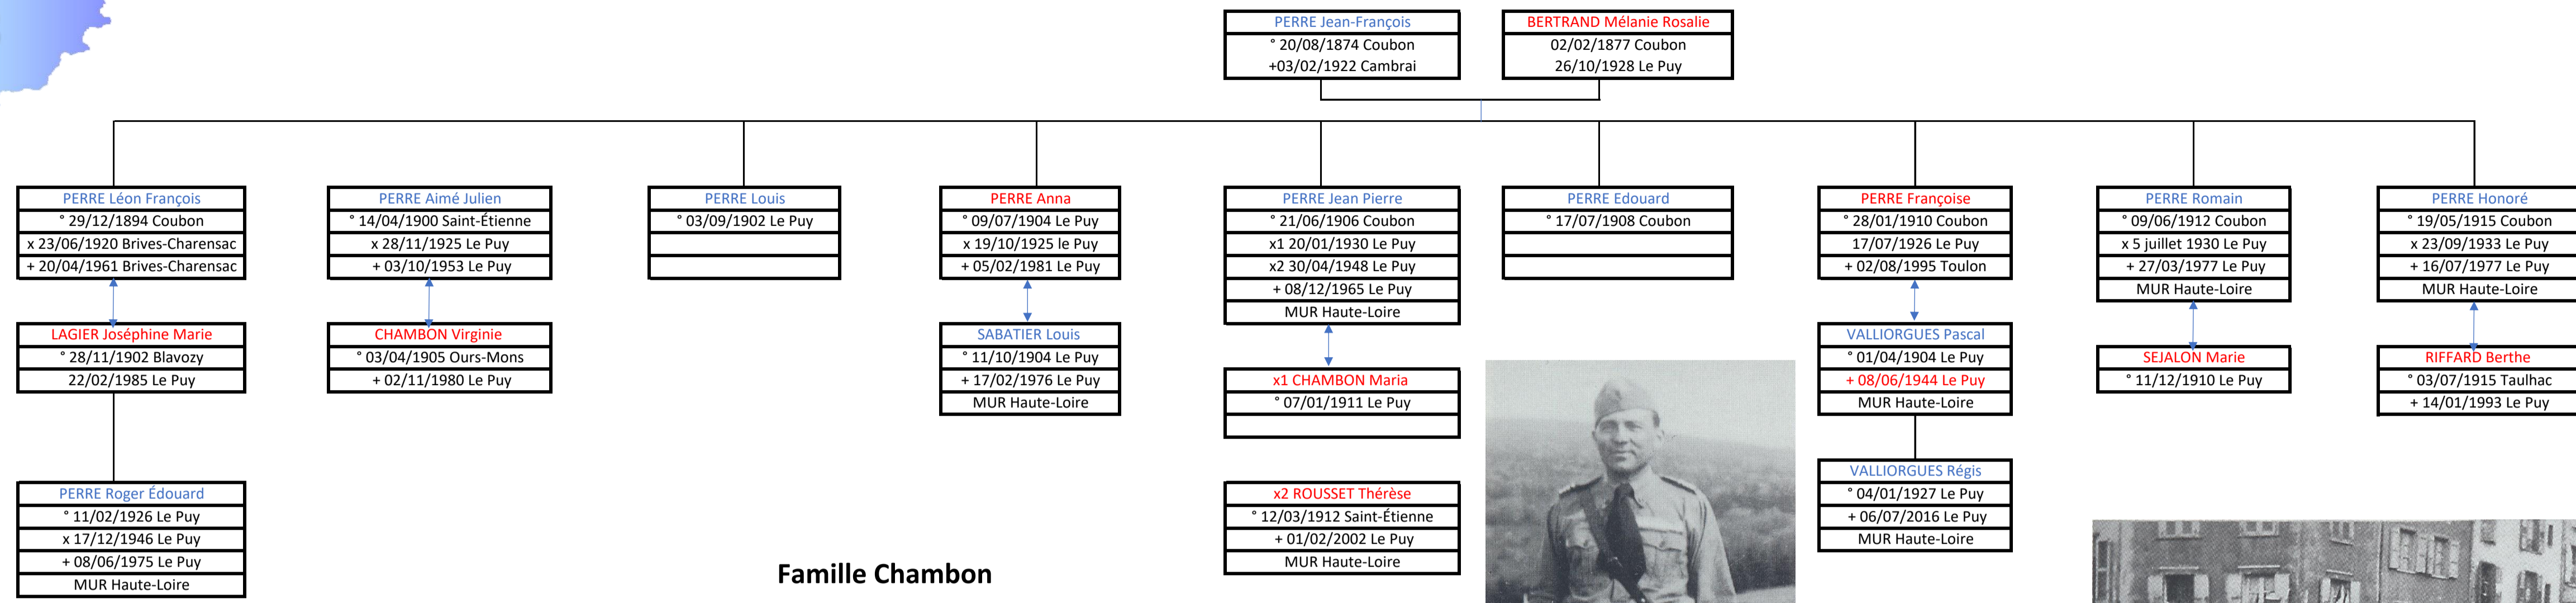 PERRE Jean-François
° 20/08/1874 Coubon
+03/02/1922 Cambrai
BERTRAND Mélanie Rosalie
02/02/1877 Coubon
26/10/1928 Le Puy
PERRE Léon François
° 29/12/1894 Coubon
x 23/06/1920 Brives-Charensac
+ 20/04/1961 Brives-Charensac
PERRE Aimé Julien
° 14/04/1900 Saint-Étienne
x 28/11/1925 Le Puy
+ 03/10/1953 Le Puy
PERRE Louis
° 03/09/1902 Le Puy
PERRE Anna
° 09/07/1904 Le Puy
x 19/10/1925 le Puy
+ 05/02/1981 Le Puy
PERRE Jean Pierre
° 21/06/1906 Coubon
x1 20/01/1930 Le Puy
x2 30/04/1948 Le Puy
+ 08/12/1965 Le Puy
MUR Haute-Loire
PERRE Edouard
° 17/07/1908 Coubon
PERRE Françoise
° 28/01/1910 Coubon
17/07/1926 Le Puy
+ 02/08/1995 Toulon
PERRE Romain
° 09/06/1912 Coubon
x 5 juillet 1930 Le Puy
+ 27/03/1977 Le Puy
MUR Haute-Loire
PERRE Honoré
° 19/05/1915 Coubon
x 23/09/1933 Le Puy
+ 16/07/1977 Le Puy
MUR Haute-Loire
LAGIER Joséphine Marie
° 28/11/1902 Blavozy
22/02/1985 Le Puy
CHAMBON Virginie
° 03/04/1905 Ours-Mons
+ 02/11/1980 Le Puy
SABATIER Louis
° 11/10/1904 Le Puy
+ 17/02/1976 Le Puy
MUR Haute-Loire
x1 CHAMBON Maria
° 07/01/1911 Le Puy
VALLIORGUES Pascal
° 01/04/1904 Le Puy
+ 08/06/1944 Le Puy
MUR Haute-Loire
SEJALON Marie
° 11/12/1910 Le Puy
RIFFARD Berthe
° 03/07/1915 Taulhac
+ 14/01/1993 Le Puy
PERRE Roger Édouard
° 11/02/1926 Le Puy
x 17/12/1946 Le Puy
+ 08/06/1975 Le Puy
MUR Haute-Loire
x2 ROUSSET Thérèse
° 12/03/1912 Saint-Étienne
+ 01/02/2002 Le Puy
MUR Haute-Loire
VALLIORGUES Régis
° 04/01/1927 Le Puy
+ 06/07/2016 Le Puy
MUR Haute-Loire
Famille Chambon